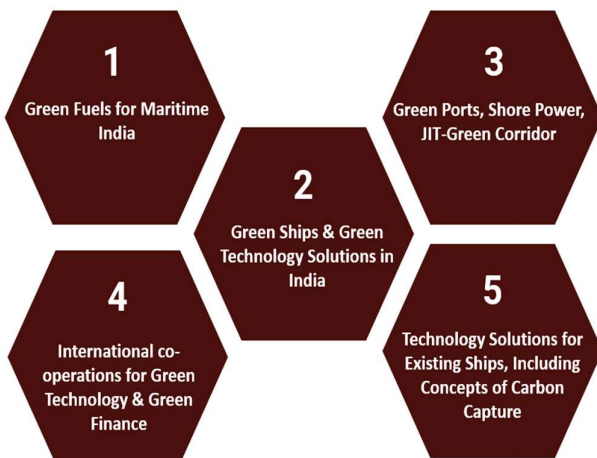 1
Green Fuels for Maritime
India
2
Green Ships & Green
Technology Solutions in
India
3
Green Ports, Shore Power,
JIT-Green Corridor
4
International co-
operations for Green
Technology & Green
Finance
5
Technology Solutions for
Existing Ships, Including
Concepts of Carbon
Capture